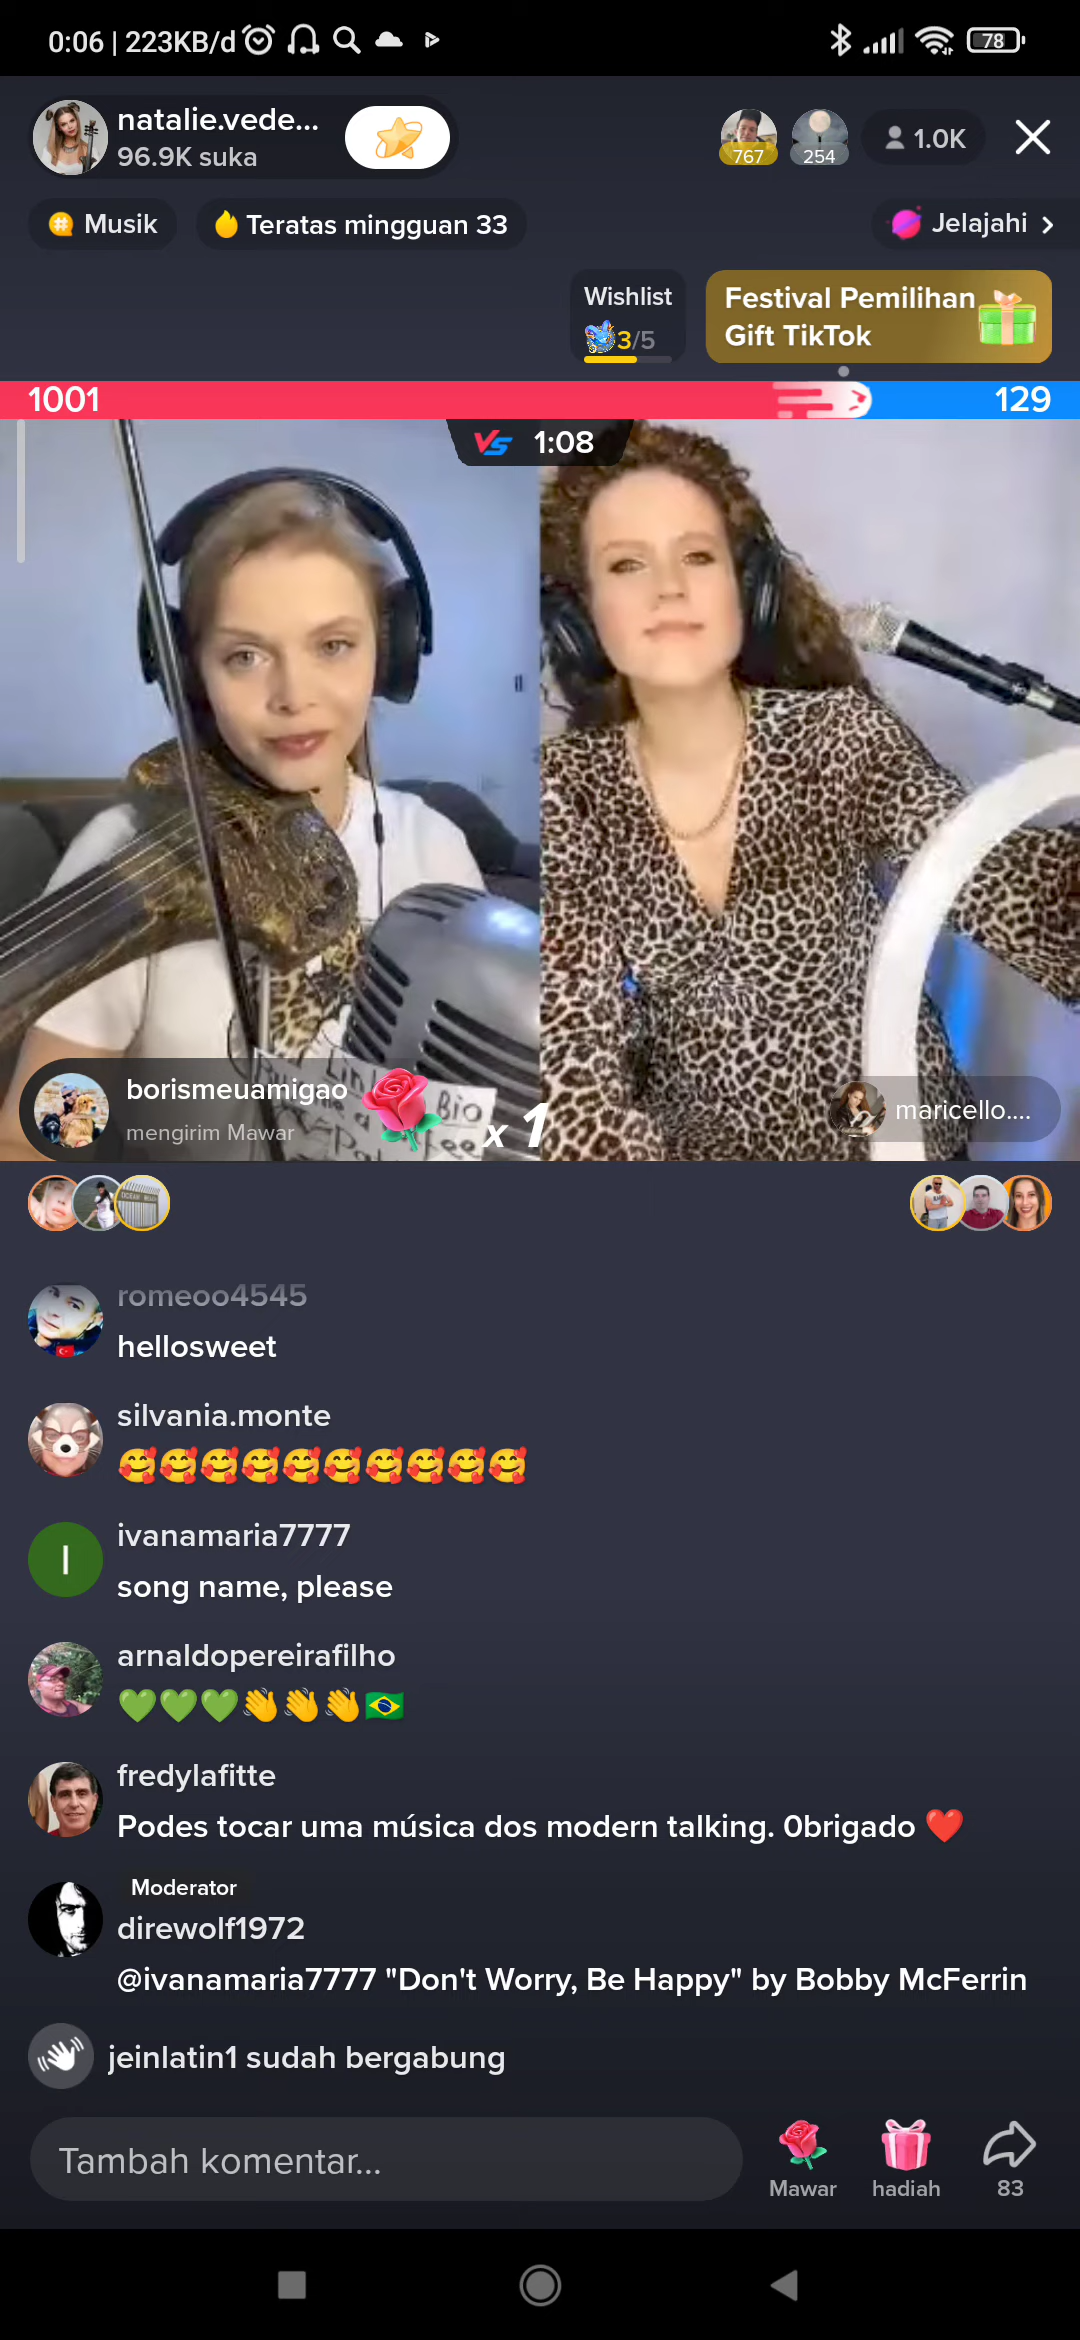 0:06 | 223KB/d
78
natalie.vede...
96.9K suka
767
254
1.0K
Musik
Teratas mingguan 33
Jelajahi
Wishlist
3/5
Festival Pemilihan
Gift TikTok
1001
129
VS 1:08
borismeuamigao
mengirim Mawar
x 1
Bio
maricello....
romeoo4545
hellosweet
silvania.monte
🥰🥰🥰🥰🥰🥰🥰🥰🥰🥰
I
ivanamaria7777
song name, please
arnaldopereirafilho
💚💚💚👋👋👋🇧🇷
fredylafitte
Podes tocar uma música dos modern talking. 0brigado ❤️
Moderator
direwolf1972
@ivanamaria7777 "Don't Worry, Be Happy" by Bobby McFerrin
jeinlatin1 sudah bergabung
Tambah komentar...
Mawar
hadiah
83